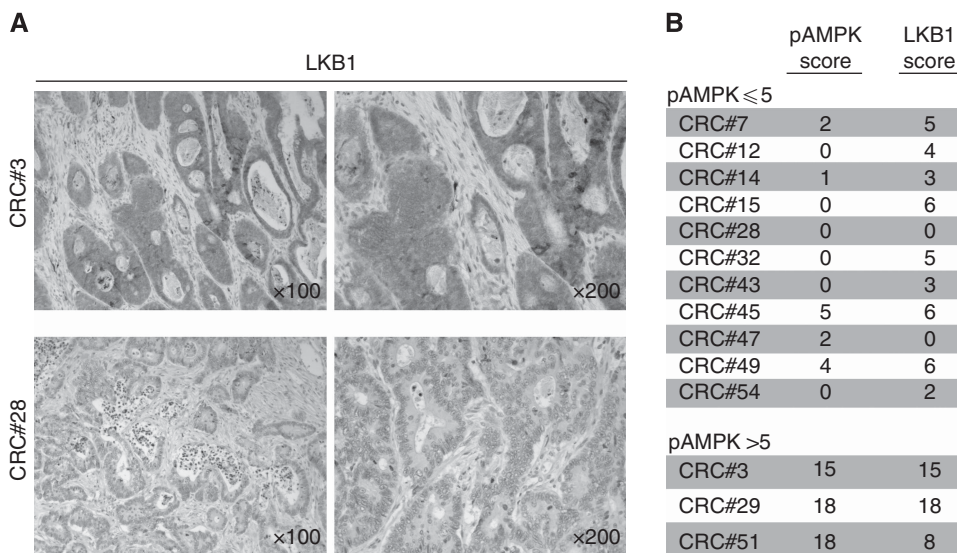 A
LKB1
CRC#3
×100
×200
CRC#28
×100
×200
B
pAMPK score LKB1 score
pAMPK ⩽ 5
CRC#7 2 5
CRC#12 0 4
CRC#14 1 3
CRC#15 0 6
CRC#28 0 0
CRC#32 0 5
CRC#43 0 3
CRC#45 5 6
CRC#47 2 0
CRC#49 4 6
CRC#54 0 2
pAMPK >5
CRC#3 15 15
CRC#29 18 18
CRC#51 18 8